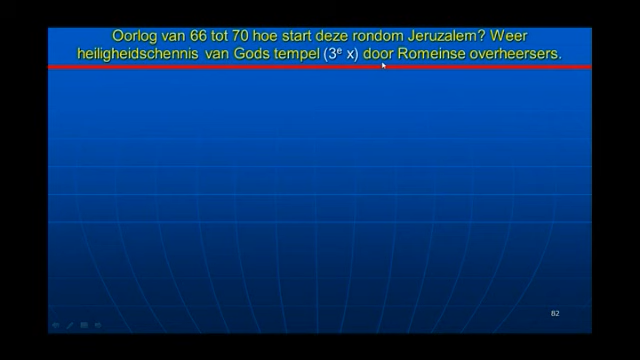 Oorlog van 66 tot 70 hoe start deze rondom Jeruzalem? Weer
heiligheidschennis van Gods tempel (3e x) door Romeinse overheersers.
82